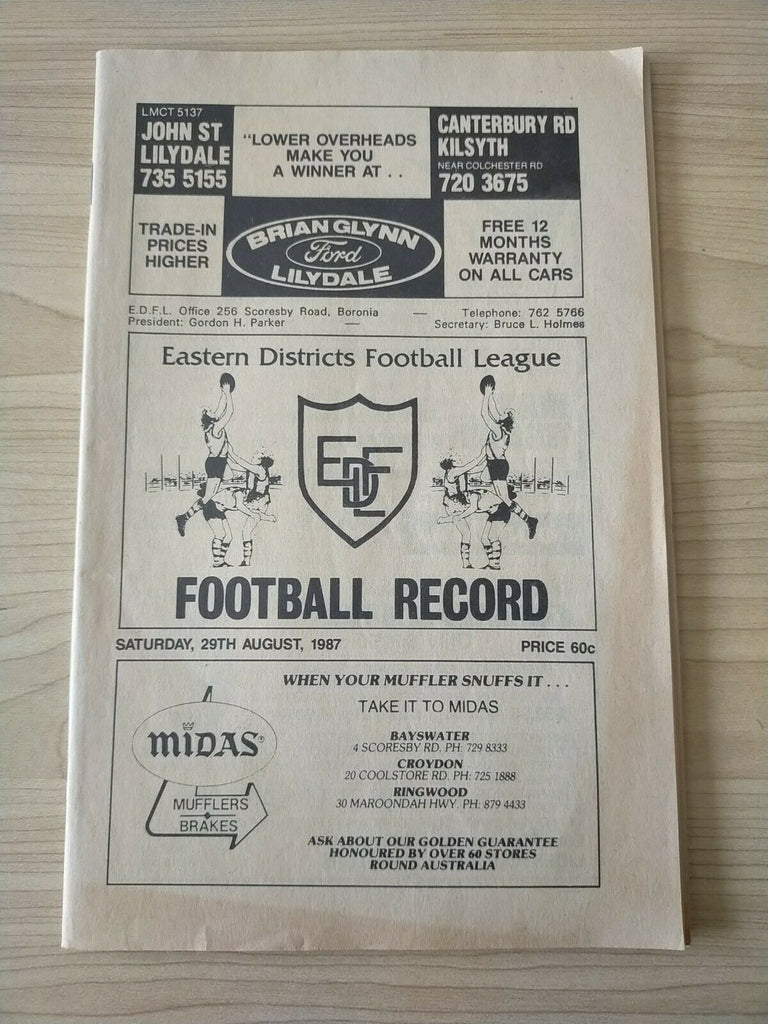 LMCT 5137
JOHN ST
LILYDALE
735 5155
"LOWER OVERHEADS
MAKE YOU
A WINNER AT . .
CANTERBURY RD
KILSYTH
NEAR COLCHESTER RD
720 3675
TRADE-IN
PRICES
HIGHER
BRIAN GLYNN
Ford
LILYDALE
FREE 12
MONTHS
WARRANTY
ON ALL CARS
E.D.F.L. Office 256 Scoresby Road, Boronia — Telephone: 762 5766
President: Gordon H. Parker — Secretary: Bruce L. Holmes
Eastern Districts Football League
EDFL
FOOTBALL RECORD
SATURDAY, 29TH AUGUST, 1987 PRICE 60c
MIDAS
MUFFLERS
BRAKES
WHEN YOUR MUFFLER SNUFFS IT . . .
TAKE IT TO MIDAS
BAYSWATER
4 SCORESBY RD. PH: 729 8333
CROYDON
20 COOLSTORE RD. PH: 725 1888
RINGWOOD
30 MAROONDAH HWY. PH: 879 4433
ASK ABOUT OUR GOLDEN GUARANTEE
HONOURED BY OVER 60 STORES
ROUND AUSTRALIA